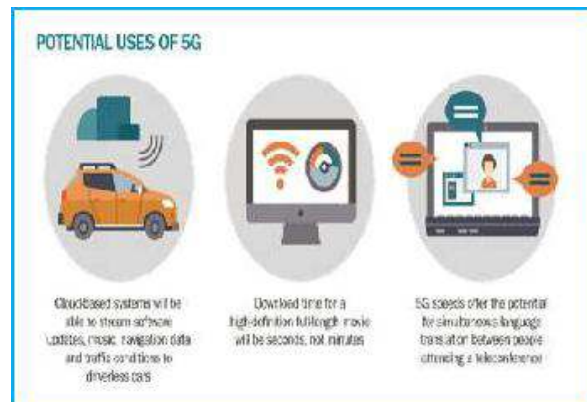 POTENTIAL USES OF 5G
Cloud-based systems will be
able to stream software
updates, music, navigation data
and traffic conditions to
driverless cars
Download time for a
high-definition full-length movie
will be seconds, not minutes
5G speeds offer the potential
for simultaneous language
translation between people
attending a teleconference